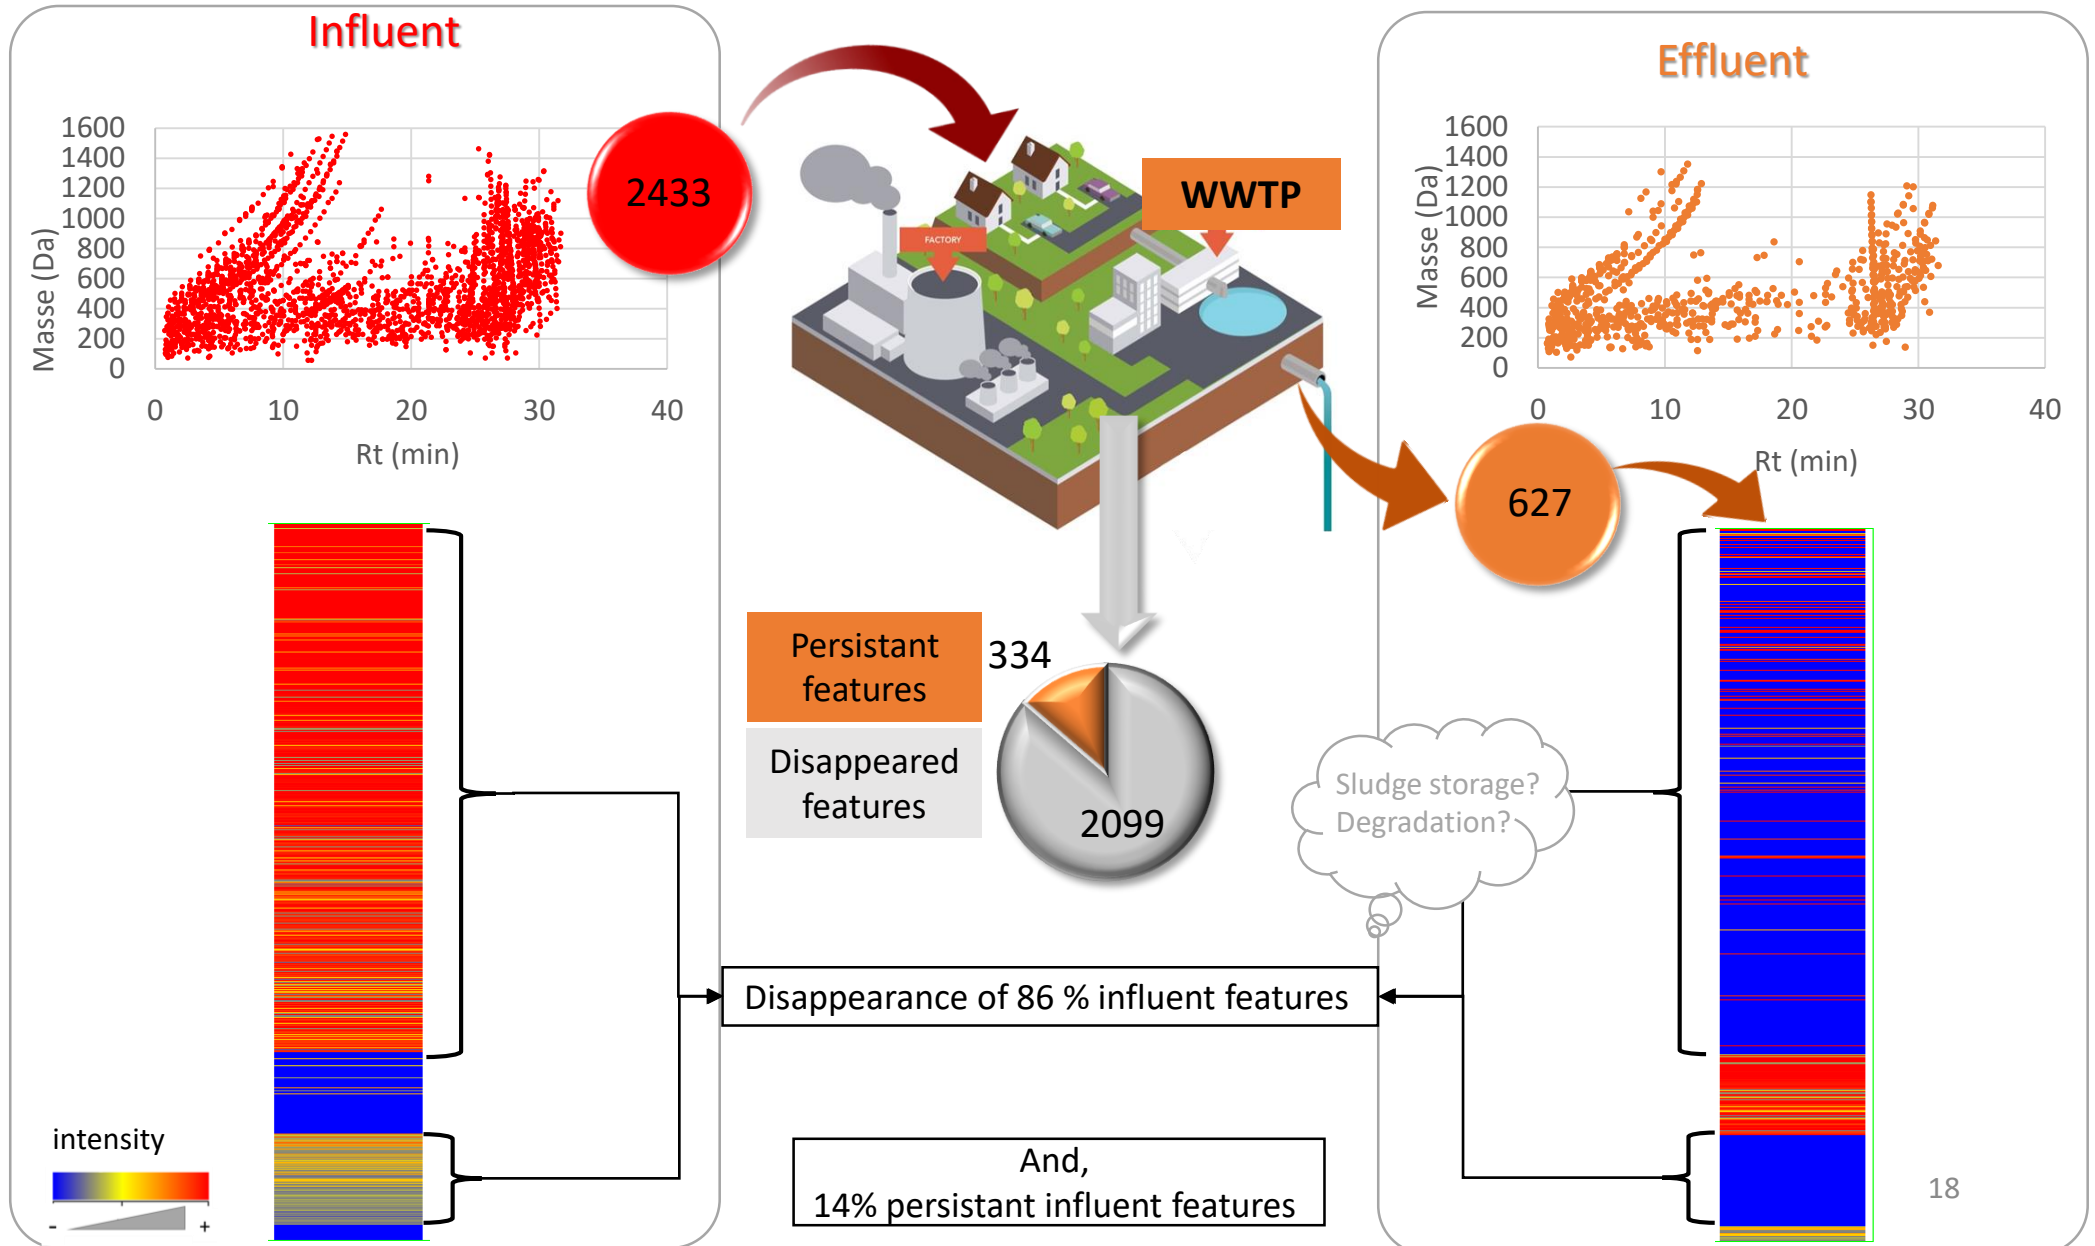 Influent
Effluent
1600
1400
1200
1000
800
600
400
200
0
Masse (Da)
0 10 20 30 40
Rt (min)
2433
FACTORY
WWTP
1600
1400
1200
1000
800
600
400
200
0
Masse (Da)
0 10 20 30 40
Rt (min)
627
Persistant
features
334
Disappeared
features
2099
Sludge storage?
Degradation?
Disappearance of 86 % influent features
And,
14% persistant influent features
intensity
- +
18